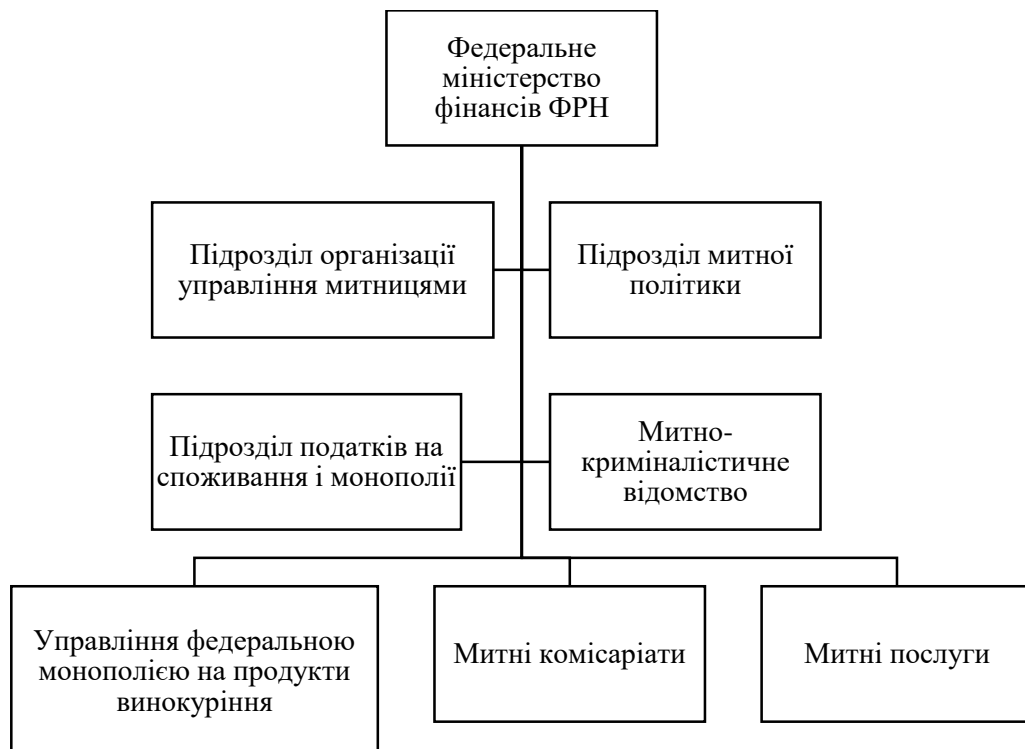 Федеральне
міністерство
фінансів ФРН
Підрозділ організації
управління митницями
Підрозділ митної
політики
Підрозділ податків на
споживання і монополії
Митно-
криміналістичне
відомство
Управління федеральною
монополією на продукти
винокуріння
Митні комісаріати
Митні послуги